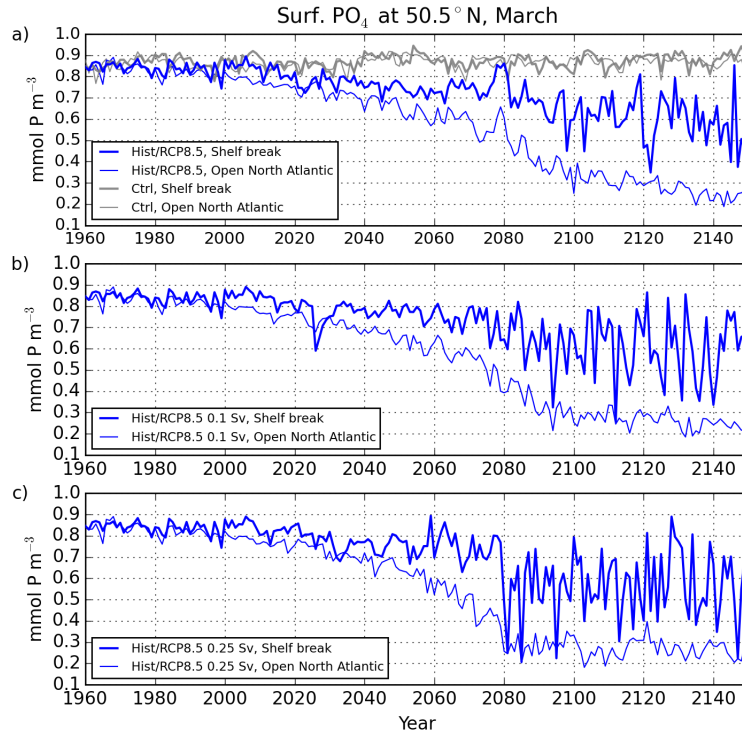 Surf. PO₄ at 50.5°N, March
a)
mmol P m⁻³
1.0
0.9
0.8
0.7
0.6
0.5
0.4
0.3
0.2
0.1
Hist/RCP8.5, Shelf break
Hist/RCP8.5, Open North Atlantic
Ctrl, Shelf break
Ctrl, Open North Atlantic
1960 1980 2000 2020 2040 2060 2080 2100 2120 2140
b)
mmol P m⁻³
1.0
0.9
0.8
0.7
0.6
0.5
0.4
0.3
0.2
0.1
Hist/RCP8.5 0.1 Sv, Shelf break
Hist/RCP8.5 0.1 Sv, Open North Atlantic
1960 1980 2000 2020 2040 2060 2080 2100 2120 2140
c)
mmol P m⁻³
1.0
0.9
0.8
0.7
0.6
0.5
0.4
0.3
0.2
0.1
Hist/RCP8.5 0.25 Sv, Shelf break
Hist/RCP8.5 0.25 Sv, Open North Atlantic
1960 1980 2000 2020 2040 2060 2080 2100 2120 2140
Year